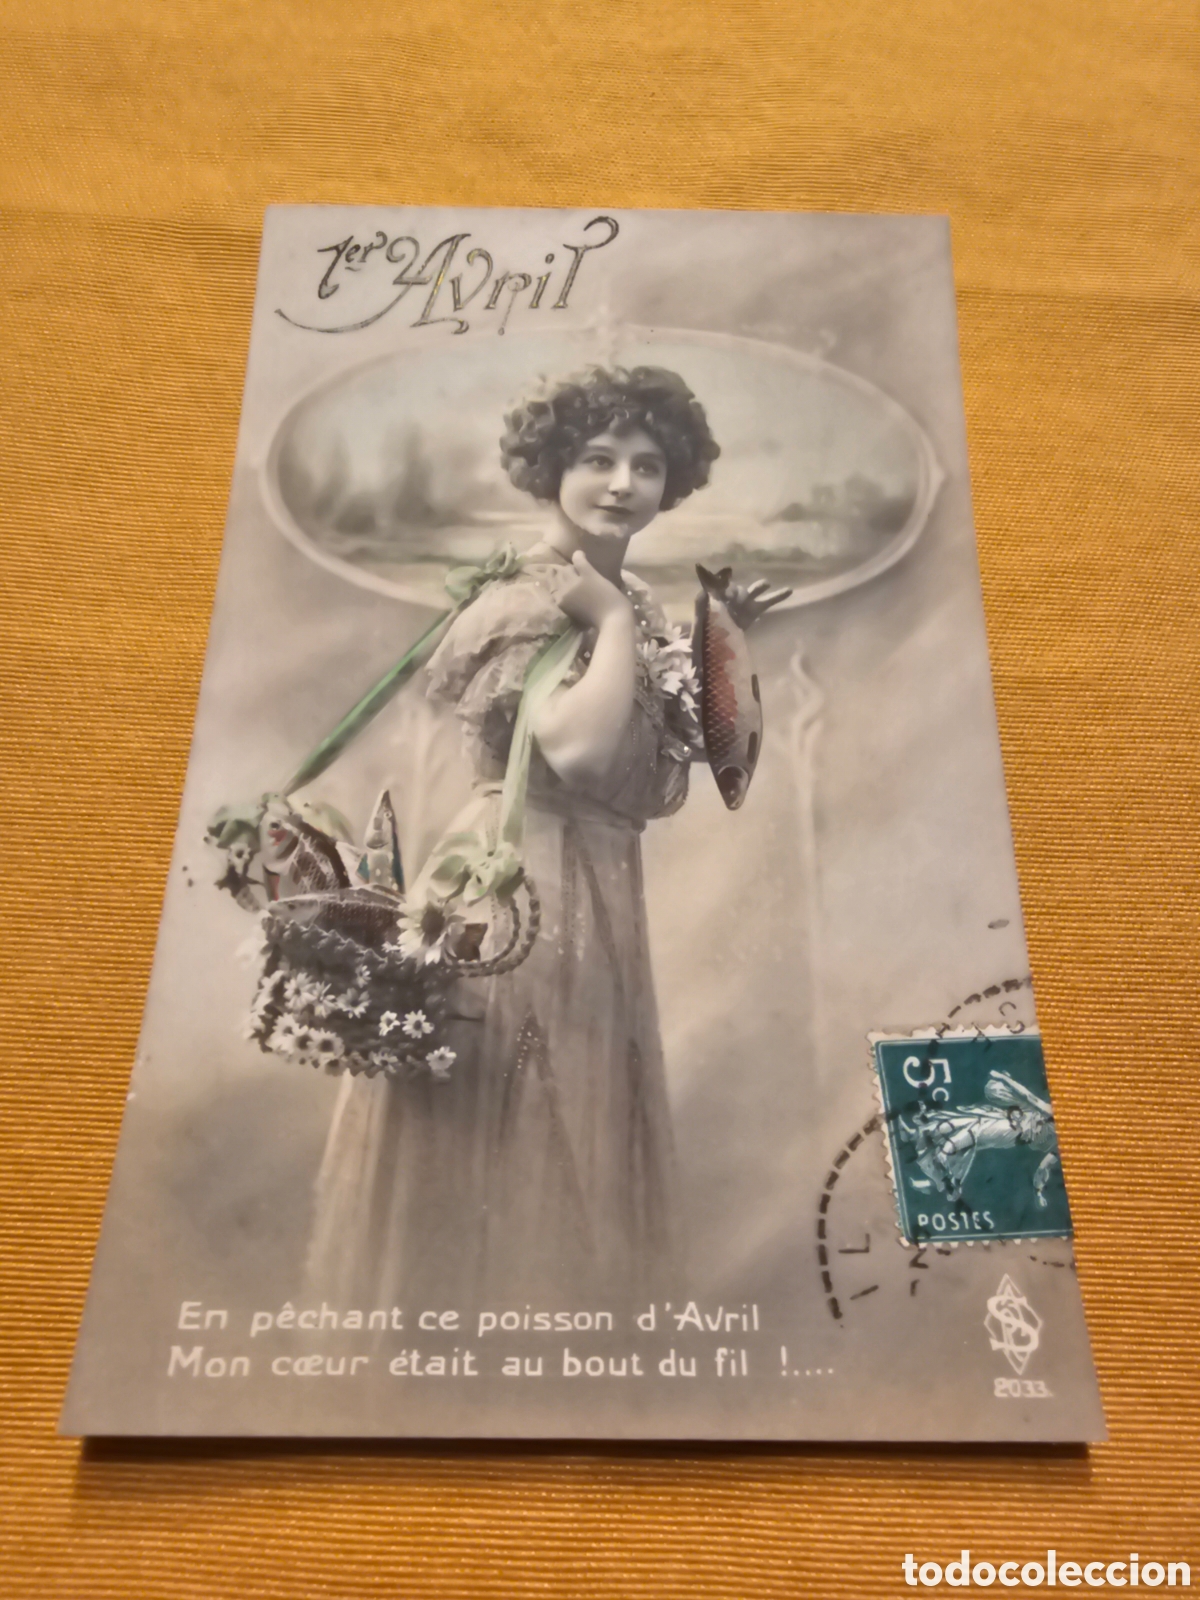 1er Avril
5c
POSTES
En pêchant ce poisson d'Avril
Mon cœur était au bout du fil !....
2033.
todocoleccion